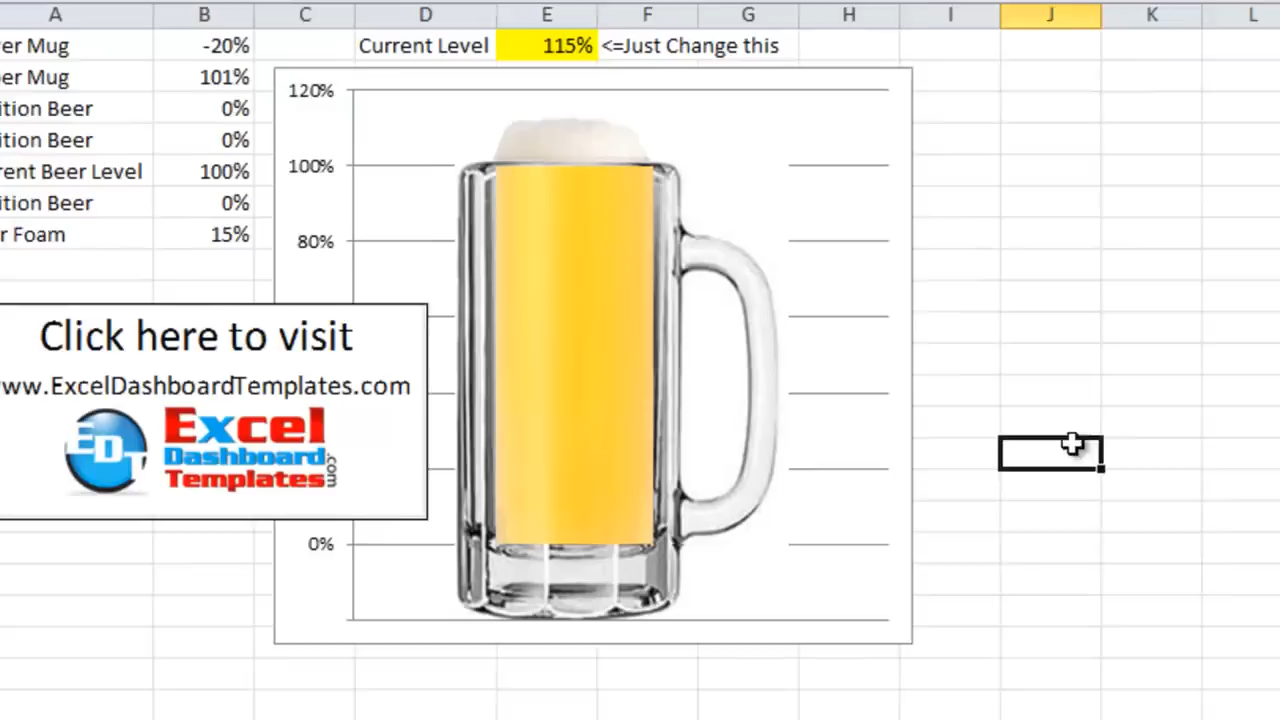 A B C D E F G H I J K L
er Mug -20% Current Level 115% <=Just Change this
er Mug 101%
ition Beer 0%
ition Beer 0%
rent Beer Level 100%
ition Beer 0%
r Foam 15%
120%
100%
80%
0%
Click here to visit
ww.ExcelDashboardTemplates.com
EDT
Excel
Dashboard
Templates.com